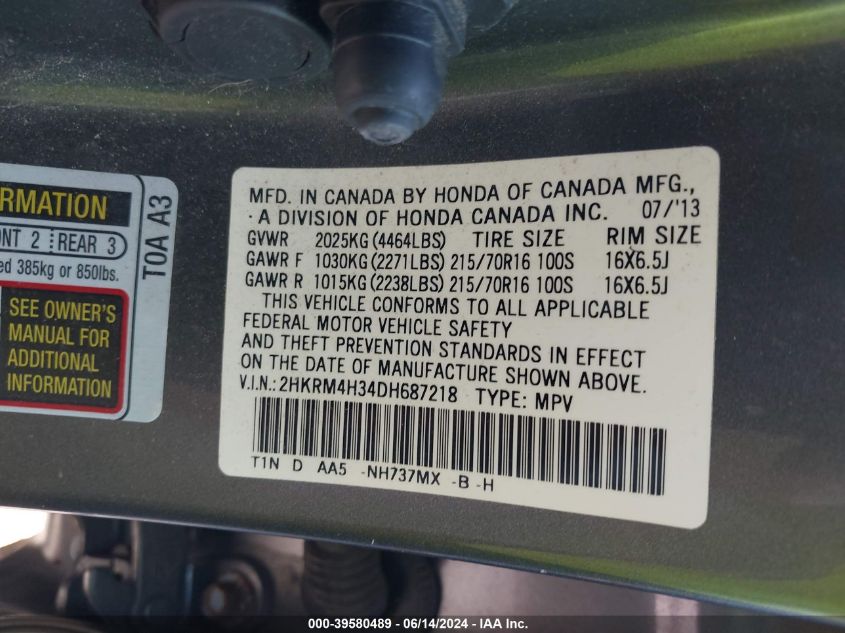 RMATION
NT 2 REAR 3
ed 385kg or 850lbs.
SEE OWNER'S
MANUAL FOR
ADDITIONAL
INFORMATION
T0A A3
MFD. IN CANADA BY HONDA OF CANADA MFG.,
A DIVISION OF HONDA CANADA INC. 07/'13
GVWR 2025KG (4464LBS) TIRE SIZE RIM SIZE
GAWR F 1030KG (2271LBS) 215/70R16 100S 16X6.5J
GAWR R 1015KG (2238LBS) 215/70R16 100S 16X6.5J
THIS VEHICLE CONFORMS TO ALL APPLICABLE
FEDERAL MOTOR VEHICLE SAFETY
AND THEFT PREVENTION STANDARDS IN EFFECT
ON THE DATE OF MANUFACTURE SHOWN ABOVE.
V.I.N.: 2HKRM4H34DH687218 TYPE: MPV
T1N D AA5 -NH737MX -B -H
000-39580489 - 06/14/2024 - IAA Inc.